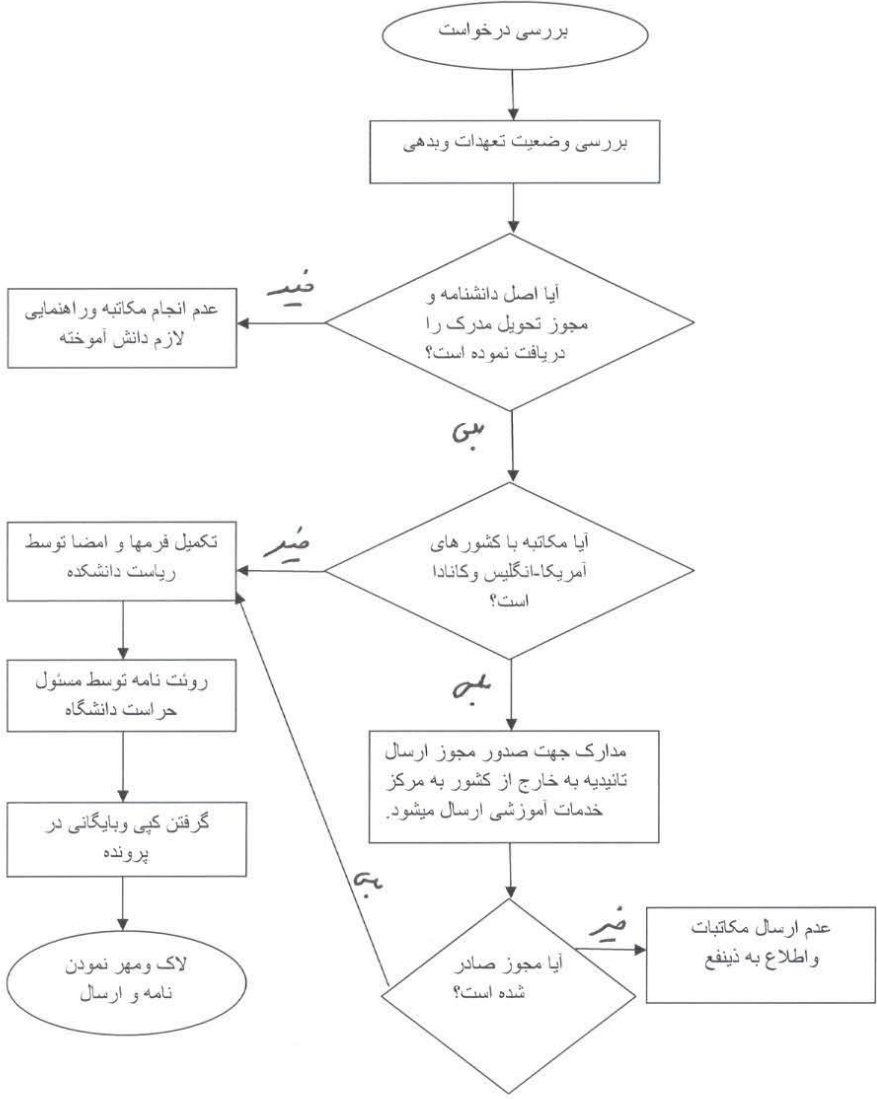 بررسی درخواست
بررسی وضعیت تعهدات وبدهی
آیا اصل دانشنامه و
مجوز تحویل مدرک را
دریافت نموده است؟
خیر
عدم انجام مکاتبه وراهنمایی
لازم دانش آموخته
بلی
آیا مکاتبه با کشورهای
آمریکا-انگلیس وکانادا
است؟
خیر
تکمیل فرمها و امضا توسط
ریاست دانشکده
بلی
روئت نامه توسط مسئول
حراست دانشگاه
مدارک جهت صدور مجوز ارسال
تائیدیه به خارج از کشور به مرکز
خدمات آموزشی ارسال میشود.
گرفتن کپی وبایگانی در
پرونده
بلی
خیر
آیا مجوز صادر
شده است؟
عدم ارسال مکاتبات
واطلاع به ذینفع
لاک ومهر نمودن
نامه و ارسال